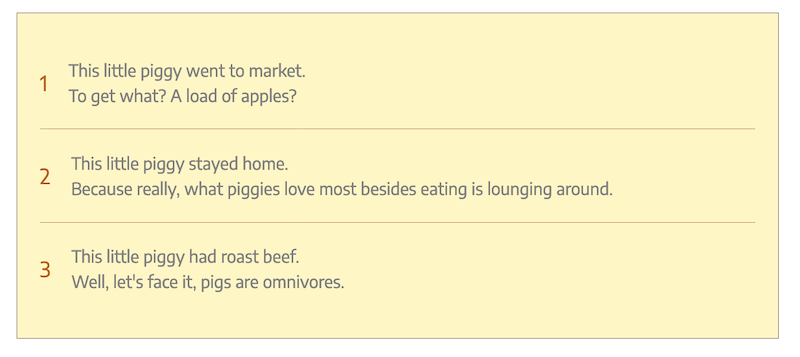 1
This little piggy went to market.
To get what? A load of apples?
2
This little piggy stayed home.
Because really, what piggies love most besides eating is lounging around.
3
This little piggy had roast beef.
Well, let's face it, pigs are omnivores.